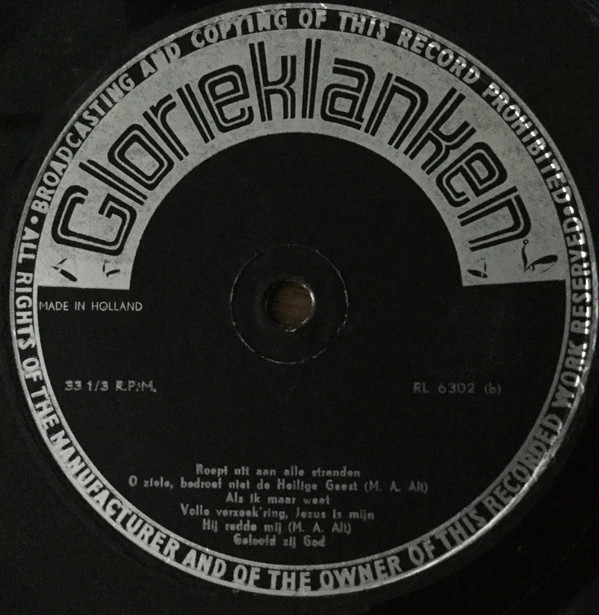 • ALL RIGHTS OF THE MANUFACTURER AND OF THE OWNER OF THIS RECORDED WORK RESERVED • BROADCASTING AND COPYING OF THIS RECORD PROHIBITED
Glorieklanken
MADE IN HOLLAND
33 1/3 R.P.M.
RL 6302 (b)
Roept uit aan alle stranden
O ziele, bedroef niet de Heilige Geest (M. A. Alt)
Als ik maar weet
Volle verzeek'ring, Jezus is mijn
Hij redde mij (M. A. Alt)
Geloofd zij God